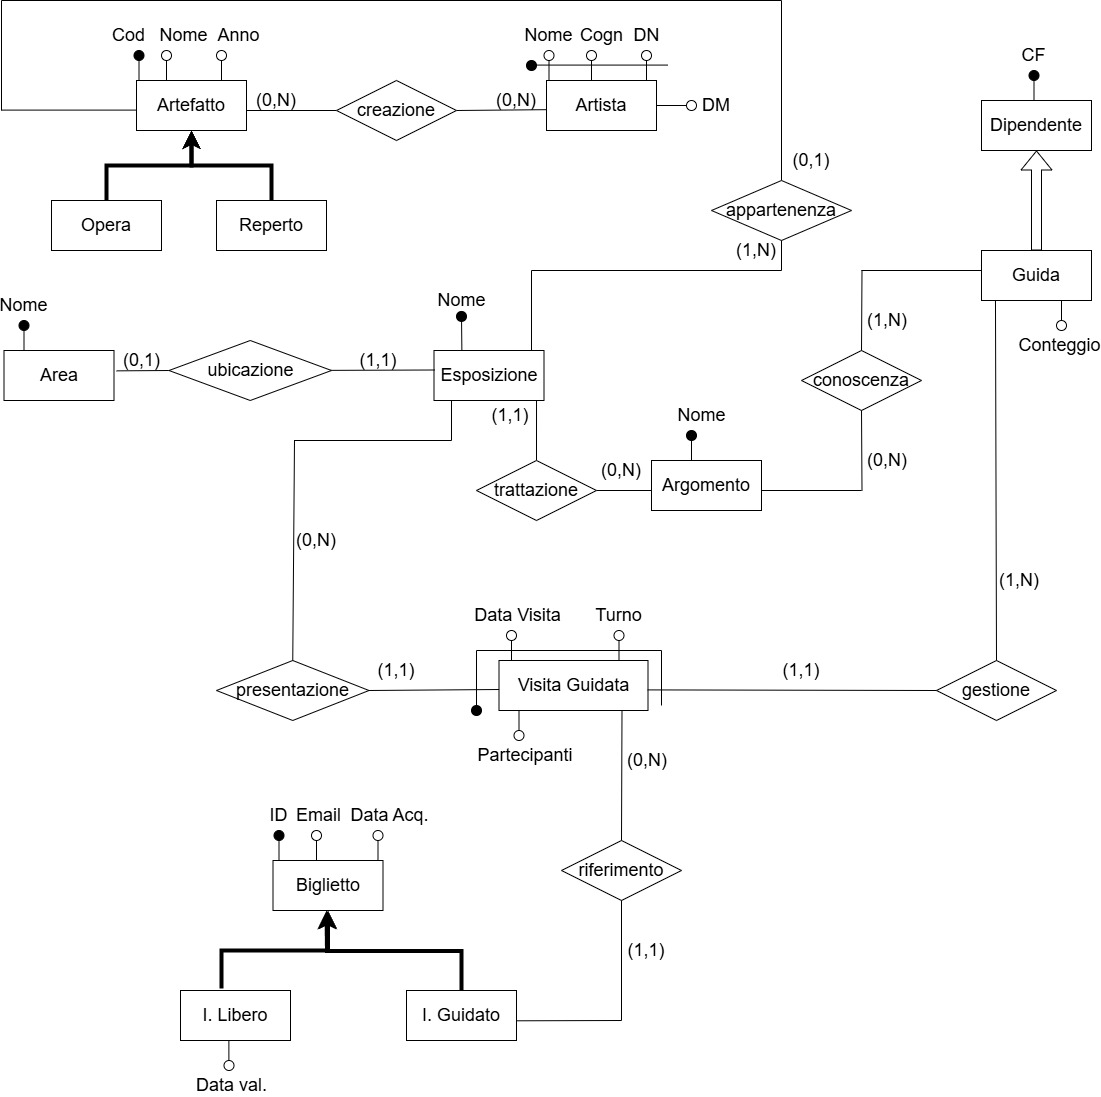 Cod Nome Anno
Nome Cogn DN
CF
Artefatto
(0,N)
creazione
(0,N)
Artista
DM
Dipendente
(0,1)
Opera
Reperto
appartenenza
(1,N)
Guida
Nome
Nome
(1,N)
Conteggio
Area
(0,1)
ubicazione
(1,1)
Esposizione
conoscenza
(1,1)
Nome
(0,N)
trattazione
(0,N)
Argomento
(0,N)
(1,N)
Data Visita
Turno
presentazione
(1,1)
Visita Guidata
(1,1)
gestione
Partecipanti
(0,N)
ID Email Data Acq.
Biglietto
riferimento
(1,1)
I. Libero
I. Guidato
Data val.